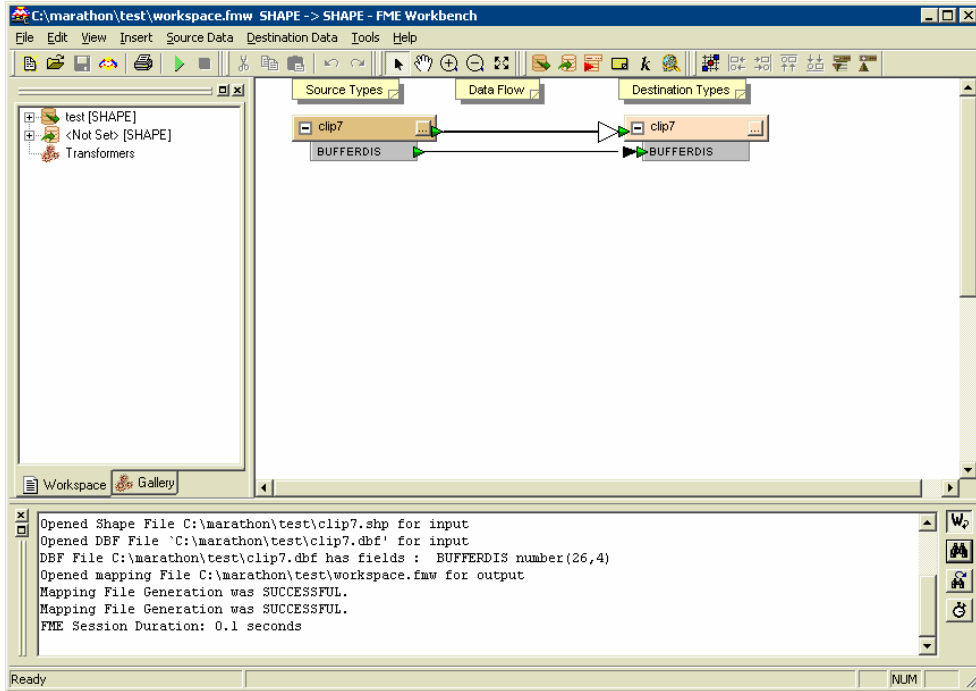 C:\marathon\test\workspace.fmw SHAPE -> SHAPE - FME Workbench
File Edit View Insert Source Data Destination Data Tools Help
Source Types
Data Flow
Destination Types
test [SHAPE]
<Not Set> [SHAPE]
Transformers
clip7 ...
BUFFERDIS
clip7 ...
BUFFERDIS
Workspace Gallery
Opened Shape File C:\marathon\test\clip7.shp for input
Opened DBF File `C:\marathon\test\clip7.dbf' for input
DBF File C:\marathon\test\clip7.dbf has fields : BUFFERDIS number(26,4)
Opened mapping File C:\marathon\test\workspace.fmw for output
Mapping File Generation was SUCCESSFUL.
Mapping File Generation was SUCCESSFUL.
FME Session Duration: 0.1 seconds
Ready
NUM